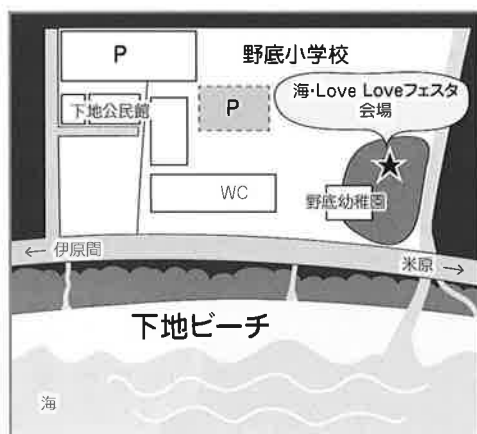 P
野底小学校
海・Love Loveフェスタ
会場
下地公民館
P
WC
野底幼稚園
← 伊原間
米原 →
下地ビーチ
海